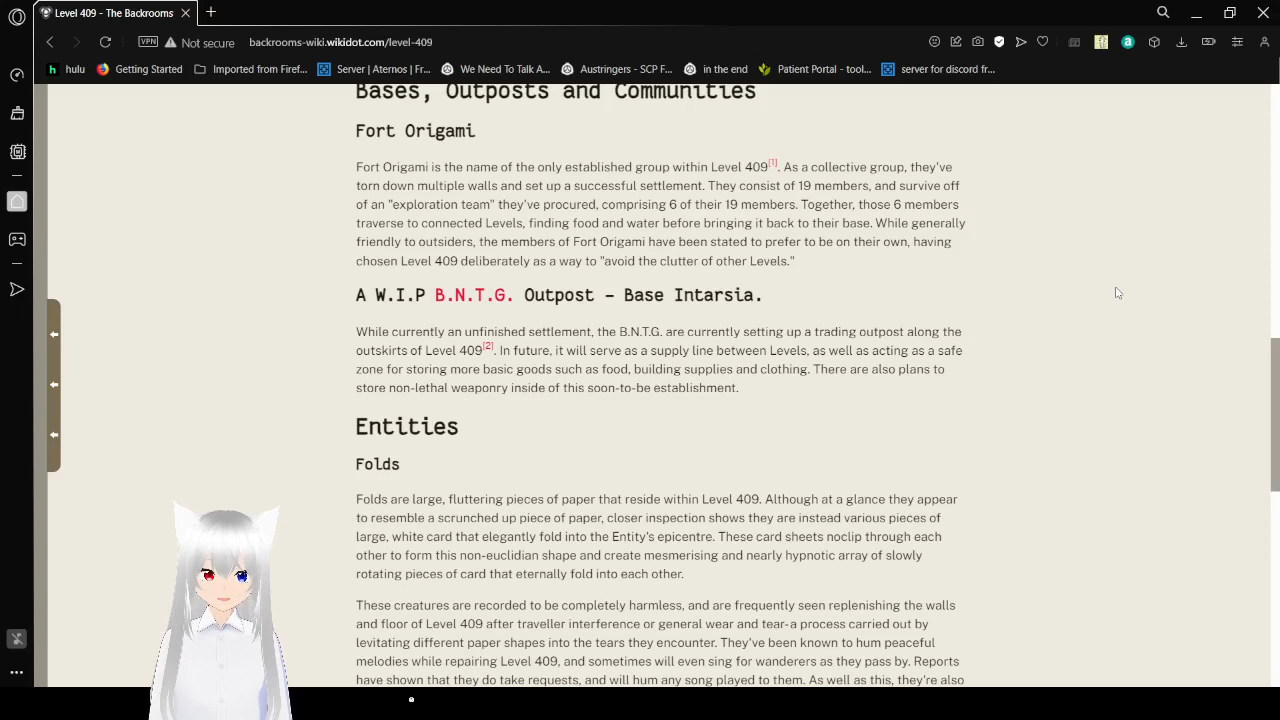 Level 409 - The Backrooms
VPN Not secure backrooms-wiki.wikidot.com/level-409
hulu Getting Started Imported from Firef... Server | Aternos | Fr... We Need To Talk A... Austringers - SCP F... in the end Patient Portal - tool... server for discord fr...
Bases, Outposts and Communities
Fort Origami
Fort Origami is the name of the only established group within Level 409[1]. As a collective group, they've
torn down multiple walls and set up a successful settlement. They consist of 19 members, and survive off
of an "exploration team" they've procured, comprising 6 of their 19 members. Together, those 6 members
traverse to connected Levels, finding food and water before bringing it back to their base. While generally
friendly to outsiders, the members of Fort Origami have been stated to prefer to be on their own, having
chosen Level 409 deliberately as a way to "avoid the clutter of other Levels."
A W.I.P B.N.T.G. Outpost - Base Intarsia.
While currently an unfinished settlement, the B.N.T.G. are currently setting up a trading outpost along the
outskirts of Level 409[2]. In future, it will serve as a supply line between Levels, as well as acting as a safe
zone for storing more basic goods such as food, building supplies and clothing. There are also plans to
store non-lethal weaponry inside of this soon-to-be establishment.
Entities
Folds
Folds are large, fluttering pieces of paper that reside within Level 409. Although at a glance they appear
to resemble a scrunched up piece of paper, closer inspection shows they are instead various pieces of
large, white card that elegantly fold into the Entity's epicentre. These card sheets noclip through each
other to form this non-euclidian shape and create mesmerising and nearly hypnotic array of slowly
rotating pieces of card that eternally fold into each other.
These creatures are recorded to be completely harmless, and are frequently seen replenishing the walls
and floor of Level 409 after traveller interference or general wear and tear- a process carried out by
levitating different paper shapes into the tears they encounter. They've been known to hum peaceful
melodies while repairing Level 409, and sometimes will even sing for wanderers as they pass by. Reports
have shown that they do take requests, and will hum any song played to them. As well as this, they're also